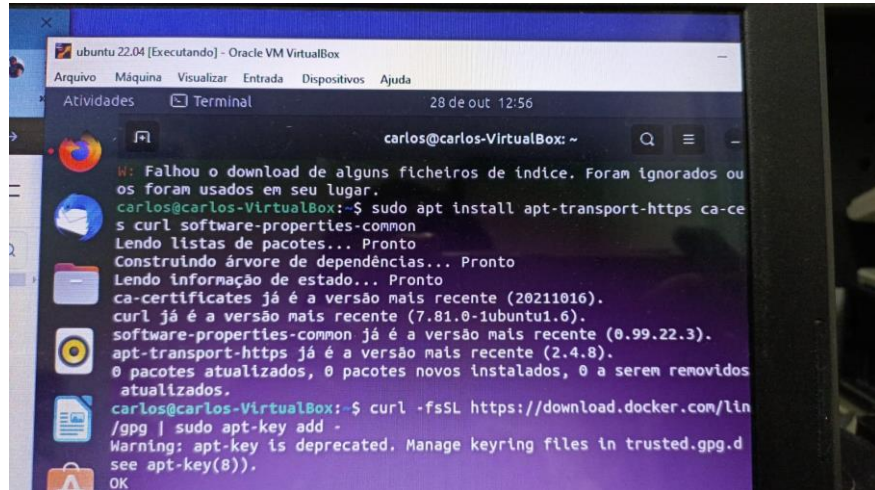 ubuntu 22.04 [Executando] - Oracle VM VirtualBox
Arquivo Máquina Visualizar Entrada Dispositivos Ajuda
Atividades Terminal 28 de out 12:56
carlos@carlos-VirtualBox: ~
W: Falhou o download de alguns ficheiros de índice. Foram ignorados ou
os foram usados em seu lugar.
carlos@carlos-VirtualBox:~$ sudo apt install apt-transport-https ca-ce
s curl software-properties-common
Lendo listas de pacotes... Pronto
Construindo árvore de dependências... Pronto
Lendo informação de estado... Pronto
ca-certificates já é a versão mais recente (20211016).
curl já é a versão mais recente (7.81.0-1ubuntu1.6).
software-properties-common já é a versão mais recente (0.99.22.3).
apt-transport-https já é a versão mais recente (2.4.8).
0 pacotes atualizados, 0 pacotes novos instalados, 0 a serem removidos
atualizados.
carlos@carlos-VirtualBox:~$ curl -fsSL https://download.docker.com/lin
/gpg | sudo apt-key add -
Warning: apt-key is deprecated. Manage keyring files in trusted.gpg.d
see apt-key(8)).
OK